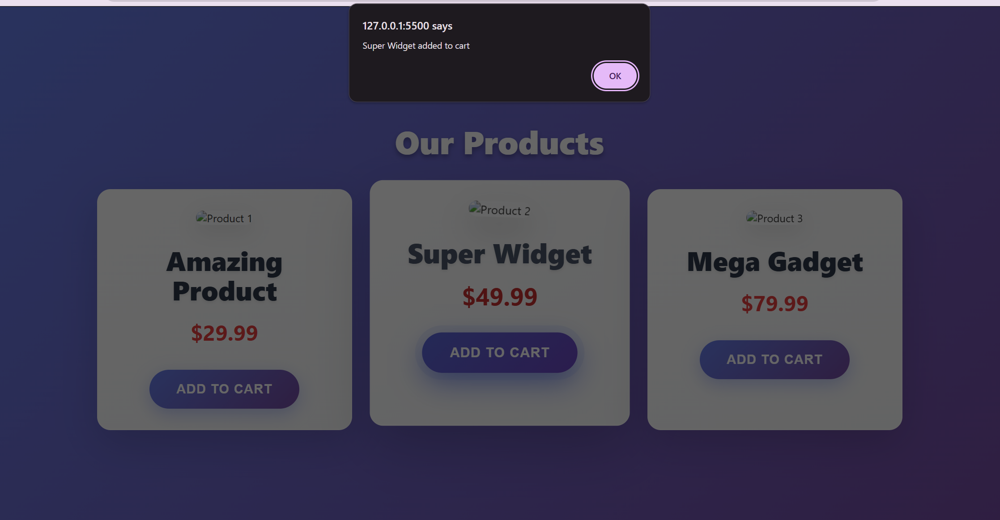 127.0.0.1:5500 says
Super Widget added to cart
OK
Our Products
Product 1
Amazing
Product
$29.99
ADD TO CART
Product 2
Super Widget
$49.99
ADD TO CART
Product 3
Mega Gadget
$79.99
ADD TO CART